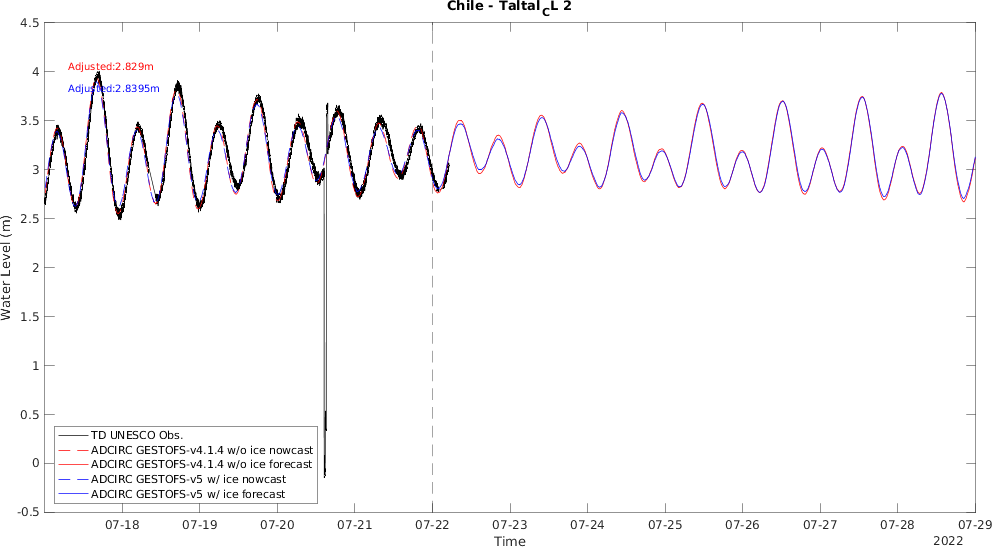 Chile - TaltalCL 2
4.5
4
3.5
3
2.5
2
1.5
1
0.5
0
-0.5
Water Level (m)
Adjusted:2.829m
Adjusted:2.8395m
TD UNESCO Obs.
ADCIRC GESTOFS-v4.1.4 w/o ice nowcast
ADCIRC GESTOFS-v4.1.4 w/o ice forecast
ADCIRC GESTOFS-v5 w/ ice nowcast
ADCIRC GESTOFS-v5 w/ ice forecast
07-18 07-19 07-20 07-21 07-22 07-23 07-24 07-25 07-26 07-27 07-28 07-29
Time
2022